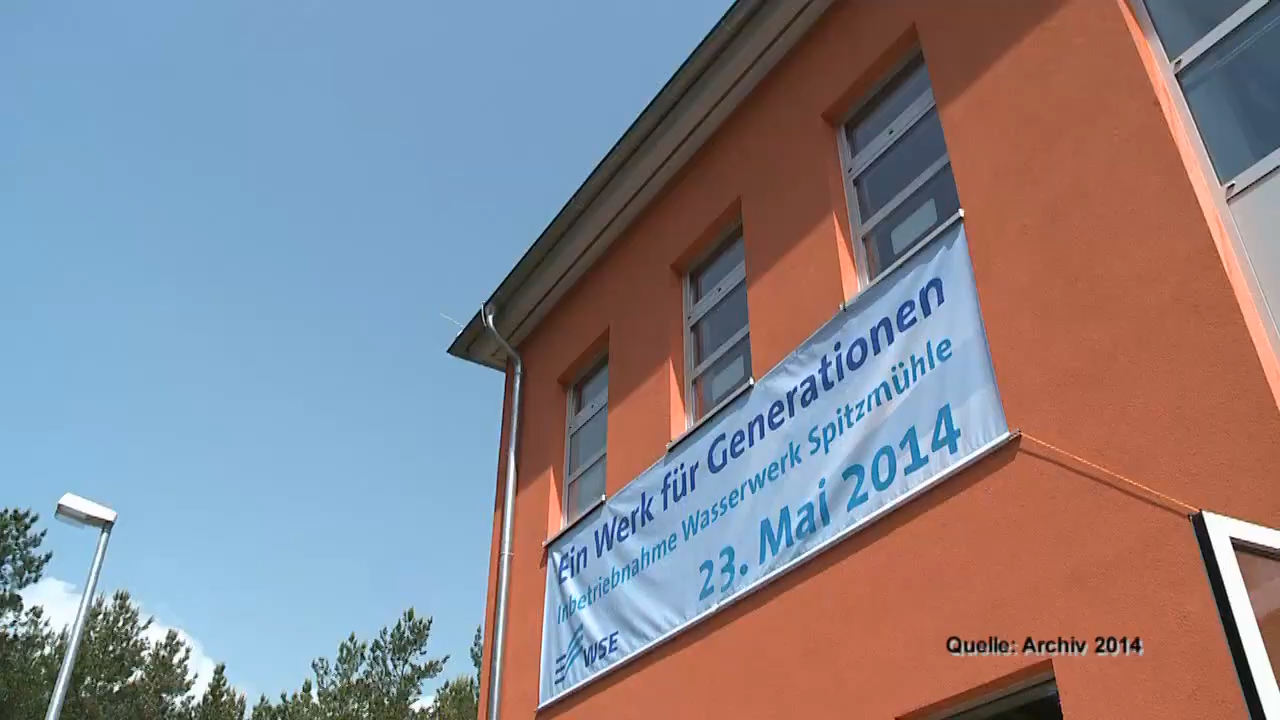 Ein Werk für Generationen
Inbetriebnahme Wasserwerk Spitzmühle
23. Mai 2014
WSE
Quelle: Archiv 2014